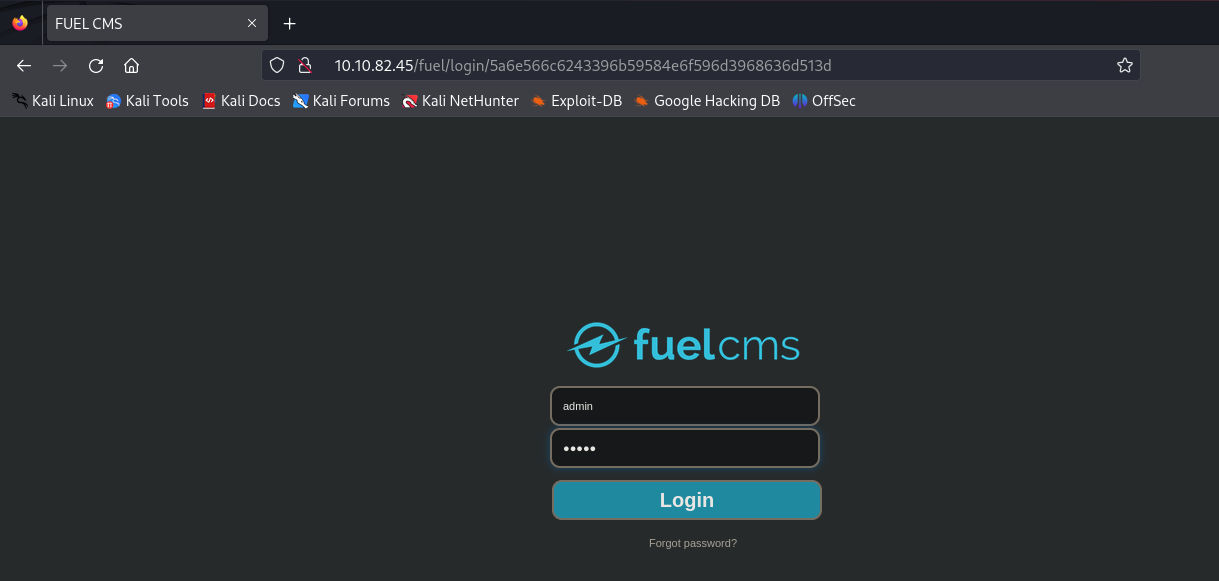 FUEL CMS
10.10.82.45/fuel/login/5a6e566c6243396b59584e6f596d3968636d513d
Kali Linux Kali Tools Kali Docs Kali Forums Kali NetHunter Exploit-DB Google Hacking DB OffSec
fuelcms
admin
•••••
Login
Forgot password?